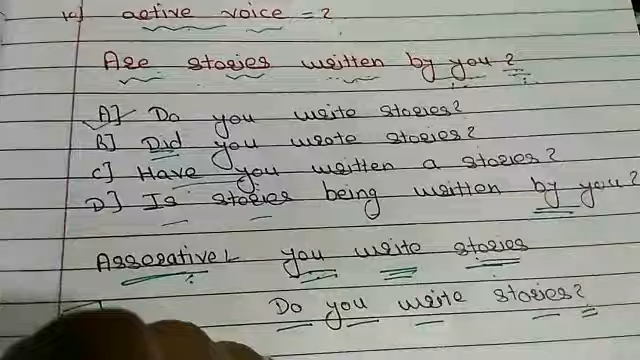 active voice = ?
Are stories written by you ?
A] Do you write stories?
B] Did you wrote stories?
C] Have you written a stories?
D] Is stories being written by you?
Asserative :- you write stories
Do you write stories?